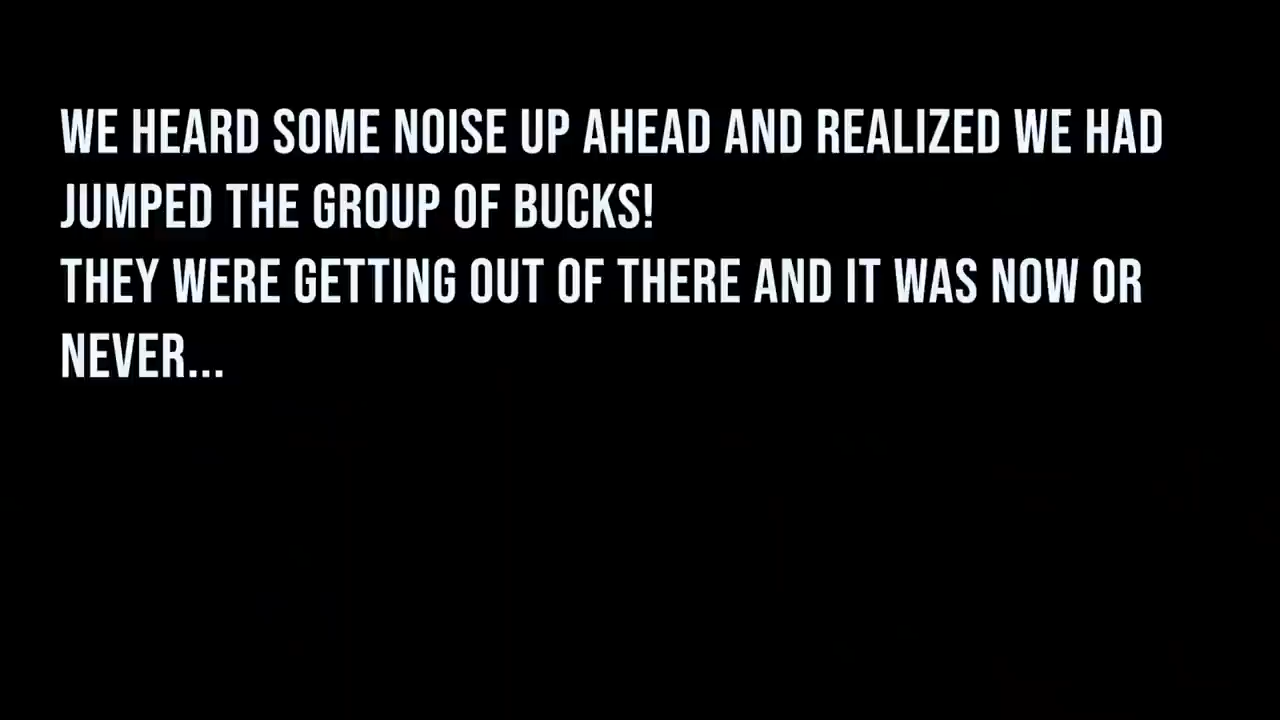 WE HEARD SOME NOISE UP AHEAD AND REALIZED WE HAD
JUMPED THE GROUP OF BUCKS!
THEY WERE GETTING OUT OF THERE AND IT WAS NOW OR
NEVER...